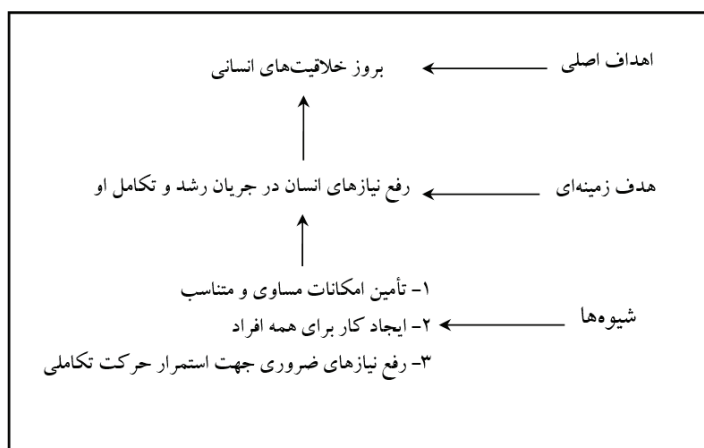 اهداف اصلی
بروز خلاقیت‌های انسانی
هدف زمینه‌ای
رفع نیازهای انسان در جریان رشد و تکامل او
شیوه‌ها
۱- تأمین امکانات مساوی و متناسب
۲- ایجاد کار برای همه افراد
۳- رفع نیازهای ضروری جهت استمرار حرکت تکاملی